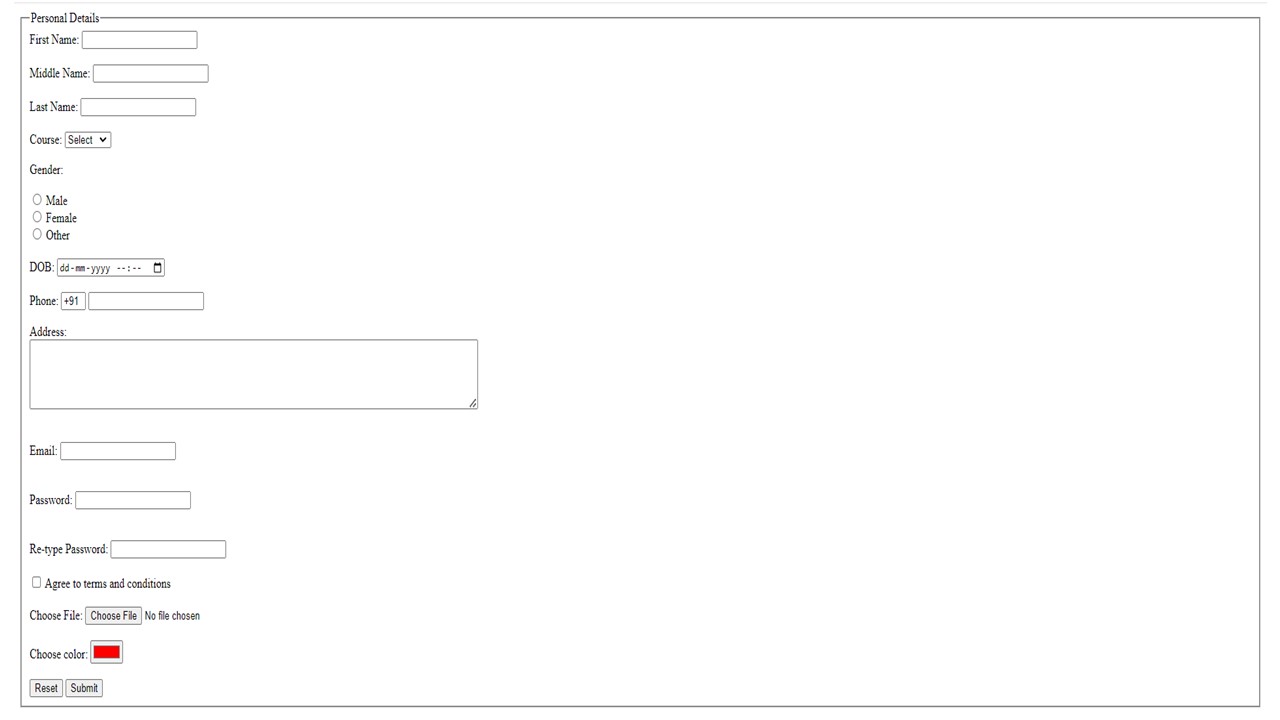 Personal Details
First Name:
Middle Name:
Last Name:
Course: Select
Gender:
Male
Female
Other
DOB: dd-mm-yyyy --:--
Phone: +91
Address:
Email:
Password:
Re-type Password:
Agree to terms and conditions
Choose File: Choose File No file chosen
Choose color:
Reset Submit